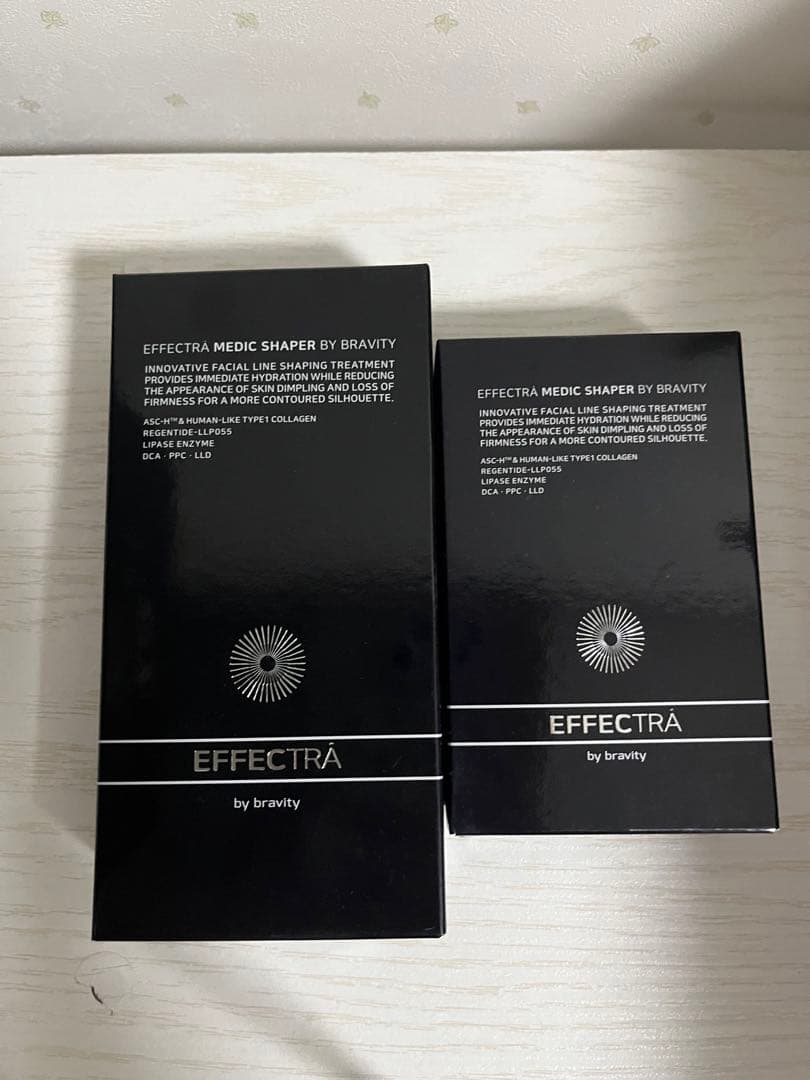 EFFECTRÁ MEDIC SHAPER BY BRAVITY
INNOVATIVE FACIAL LINE SHAPING TREATMENT
PROVIDES IMMEDIATE HYDRATION WHILE REDUCING
THE APPEARANCE OF SKIN DIMPLING AND LOSS OF
FIRMNESS FOR A MORE CONTOURED SILHOUETTE.
ASC-H™ & HUMAN-LIKE TYPE1 COLLAGEN
REGENTIDE-LLP055
LIPASE ENZYME
DCA · PPC · LLD
EFFECTRÁ
by bravity
EFFECTRÁ MEDIC SHAPER BY BRAVITY
INNOVATIVE FACIAL LINE SHAPING TREATMENT
PROVIDES IMMEDIATE HYDRATION WHILE REDUCING
THE APPEARANCE OF SKIN DIMPLING AND LOSS OF
FIRMNESS FOR A MORE CONTOURED SILHOUETTE.
ASC-H™ & HUMAN-LIKE TYPE1 COLLAGEN
REGENTIDE-LLP055
LIPASE ENZYME
DCA · PPC · LLD
EFFECTRÁ
by bravity